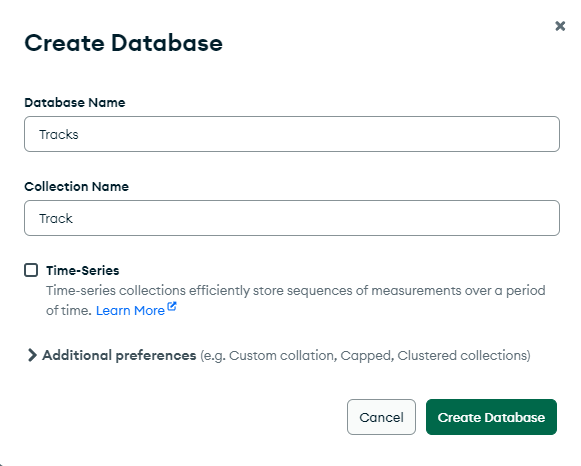 Create Database
Database Name
Tracks
Collection Name
Track
Time-Series
Time-series collections efficiently store sequences of measurements over a period
of time. Learn More
Additional preferences (e.g. Custom collation, Capped, Clustered collections)
Cancel Create Database